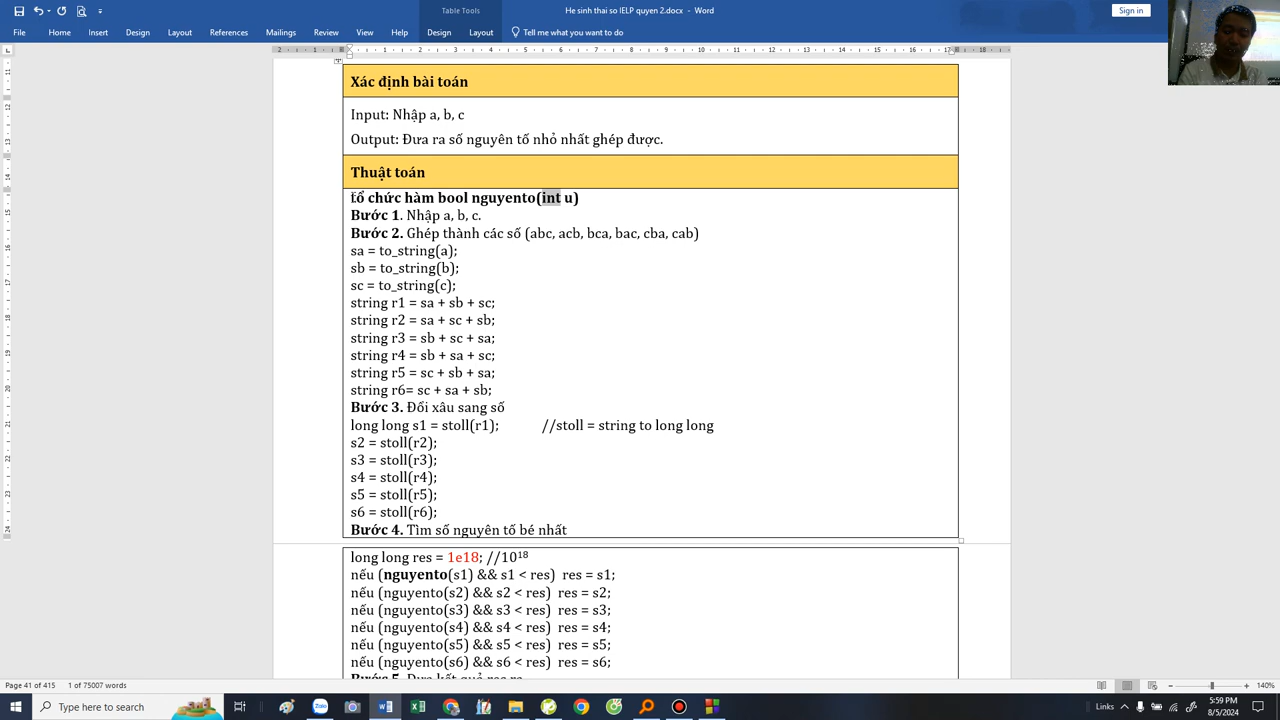 Table Tools
He sinh thai so IELP quyen 2.docx - Word
Sign in
File Home Insert Design Layout References Mailings Review View Help Design Layout Tell me what you want to do
Xác định bài toán
Input: Nhập a, b, c
Output: Đưa ra số nguyên tố nhỏ nhất ghép được.
Thuật toán
Tổ chức hàm bool nguyento(int u)
Bước 1. Nhập a, b, c.
Bước 2. Ghép thành các số (abc, acb, bca, bac, cba, cab)
sa = to_string(a);
sb = to_string(b);
sc = to_string(c);
string r1 = sa + sb + sc;
string r2 = sa + sc + sb;
string r3 = sb + sc + sa;
string r4 = sb + sa + sc;
string r5 = sc + sb + sa;
string r6= sc + sa + sb;
Bước 3. Đổi xâu sang số
long long s1 = stoll(r1); //stoll = string to long long
s2 = stoll(r2);
s3 = stoll(r3);
s4 = stoll(r4);
s5 = stoll(r5);
s6 = stoll(r6);
Bước 4. Tìm số nguyên tố bé nhất
long long res = 1e18; //10¹⁸
nếu (nguyento(s1) && s1 < res) res = s1;
nếu (nguyento(s2) && s2 < res) res = s2;
nếu (nguyento(s3) && s3 < res) res = s3;
nếu (nguyento(s4) && s4 < res) res = s4;
nếu (nguyento(s5) && s5 < res) res = s5;
nếu (nguyento(s6) && s6 < res) res = s6;
Bước 5. Đưa kết quả res ra
Page 41 of 415 1 of 75007 words
140%
Type here to search
5:59 PM
8/5/2024